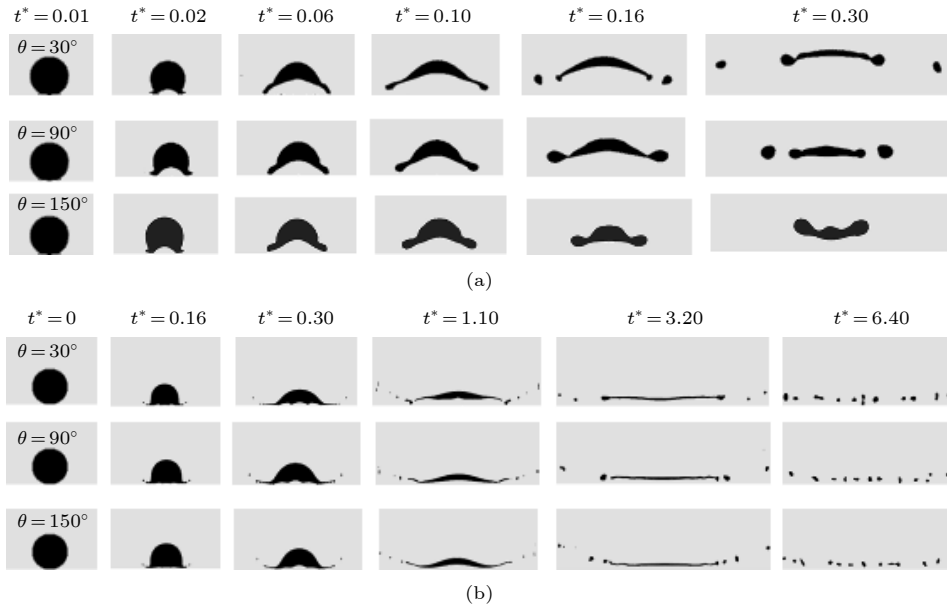 t* = 0.01 t* = 0.02 t* = 0.06 t* = 0.10 t* = 0.16 t* = 0.30
θ = 30°
θ = 90°
θ = 150°
(a)
t* = 0 t* = 0.16 t* = 0.30 t* = 1.10 t* = 3.20 t* = 6.40
θ = 30°
θ = 90°
θ = 150°
(b)